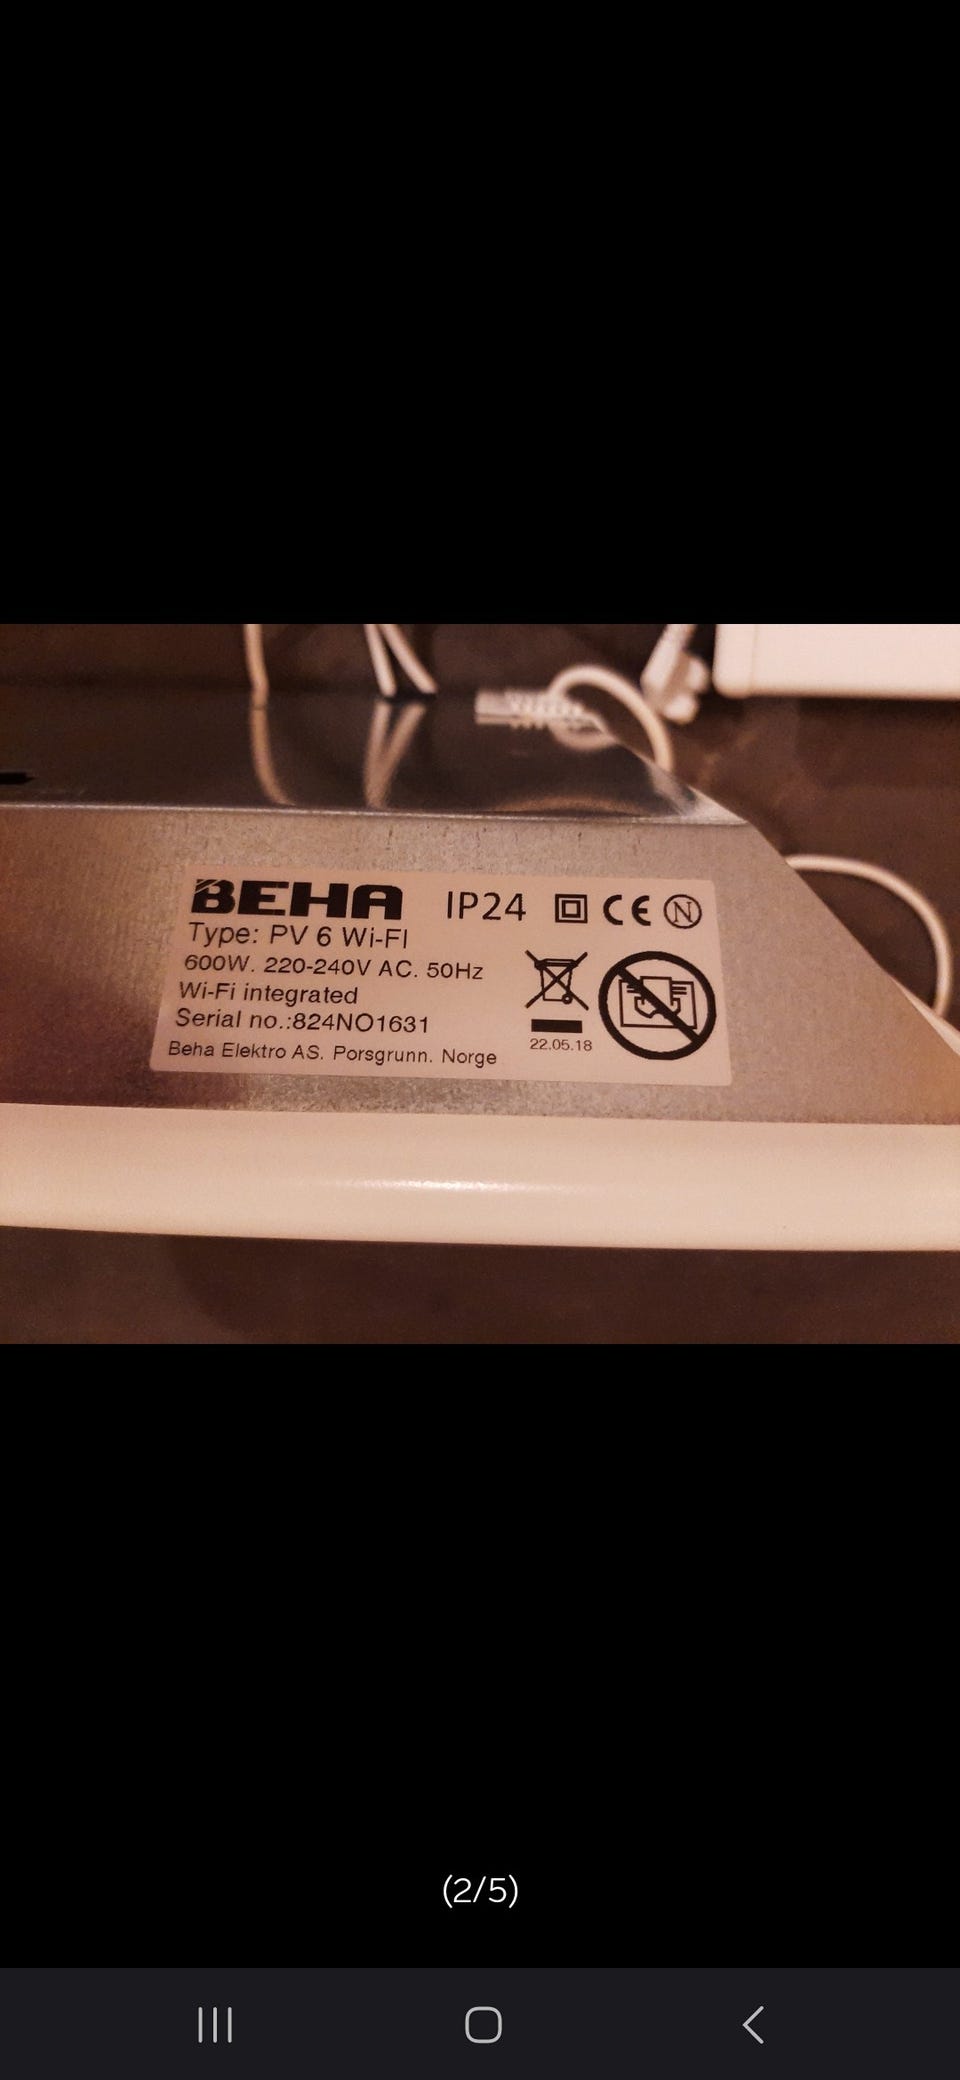 BEHA IP24 CE N
Type: PV 6 Wi-FI
600W. 220-240V AC. 50Hz
Wi-Fi integrated
Serial no.:824NO1631
22.05.18
Beha Elektro AS. Porsgrunn. Norge
(2/5)